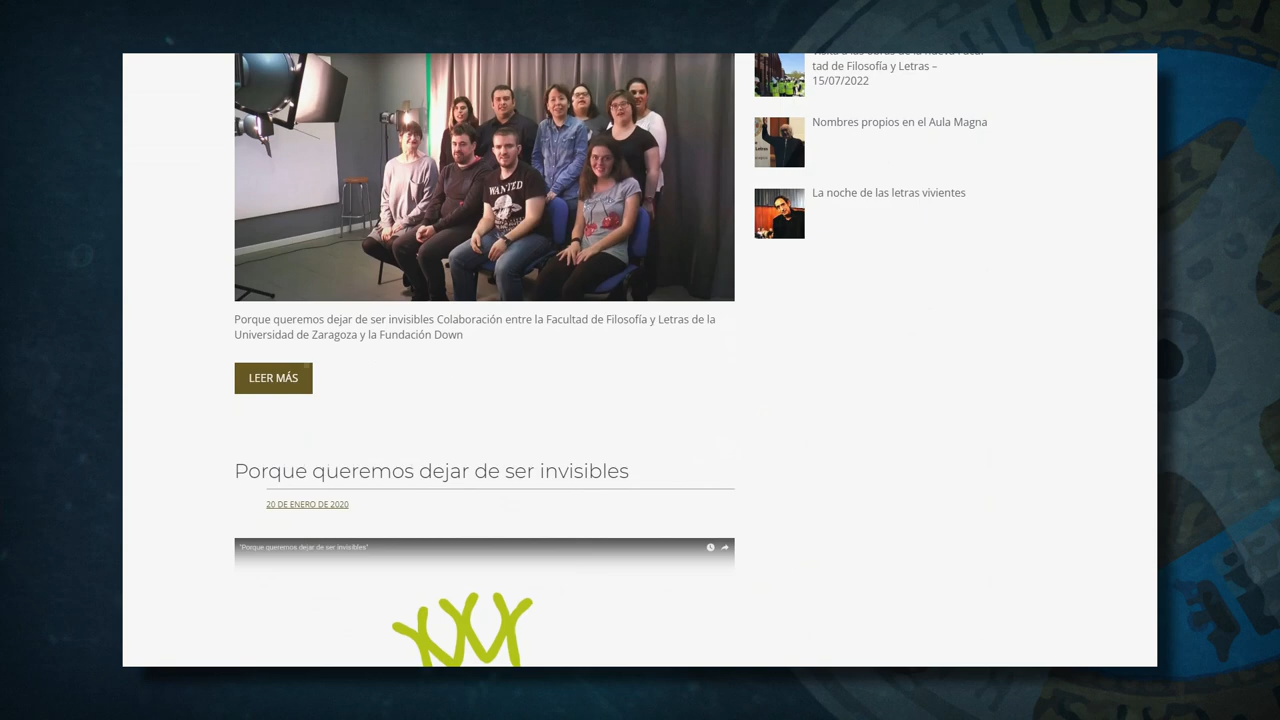 tad de Filosofía y Letras –
15/07/2022
Nombres propios en el Aula Magna
La noche de las letras vivientes
WANTED
Porque queremos dejar de ser invisibles Colaboración entre la Facultad de Filosofía y Letras de la
Universidad de Zaragoza y la Fundación Down
LEER MÁS
Porque queremos dejar de ser invisibles
20 DE ENERO DE 2020
"Porque queremos dejar de ser invisibles"